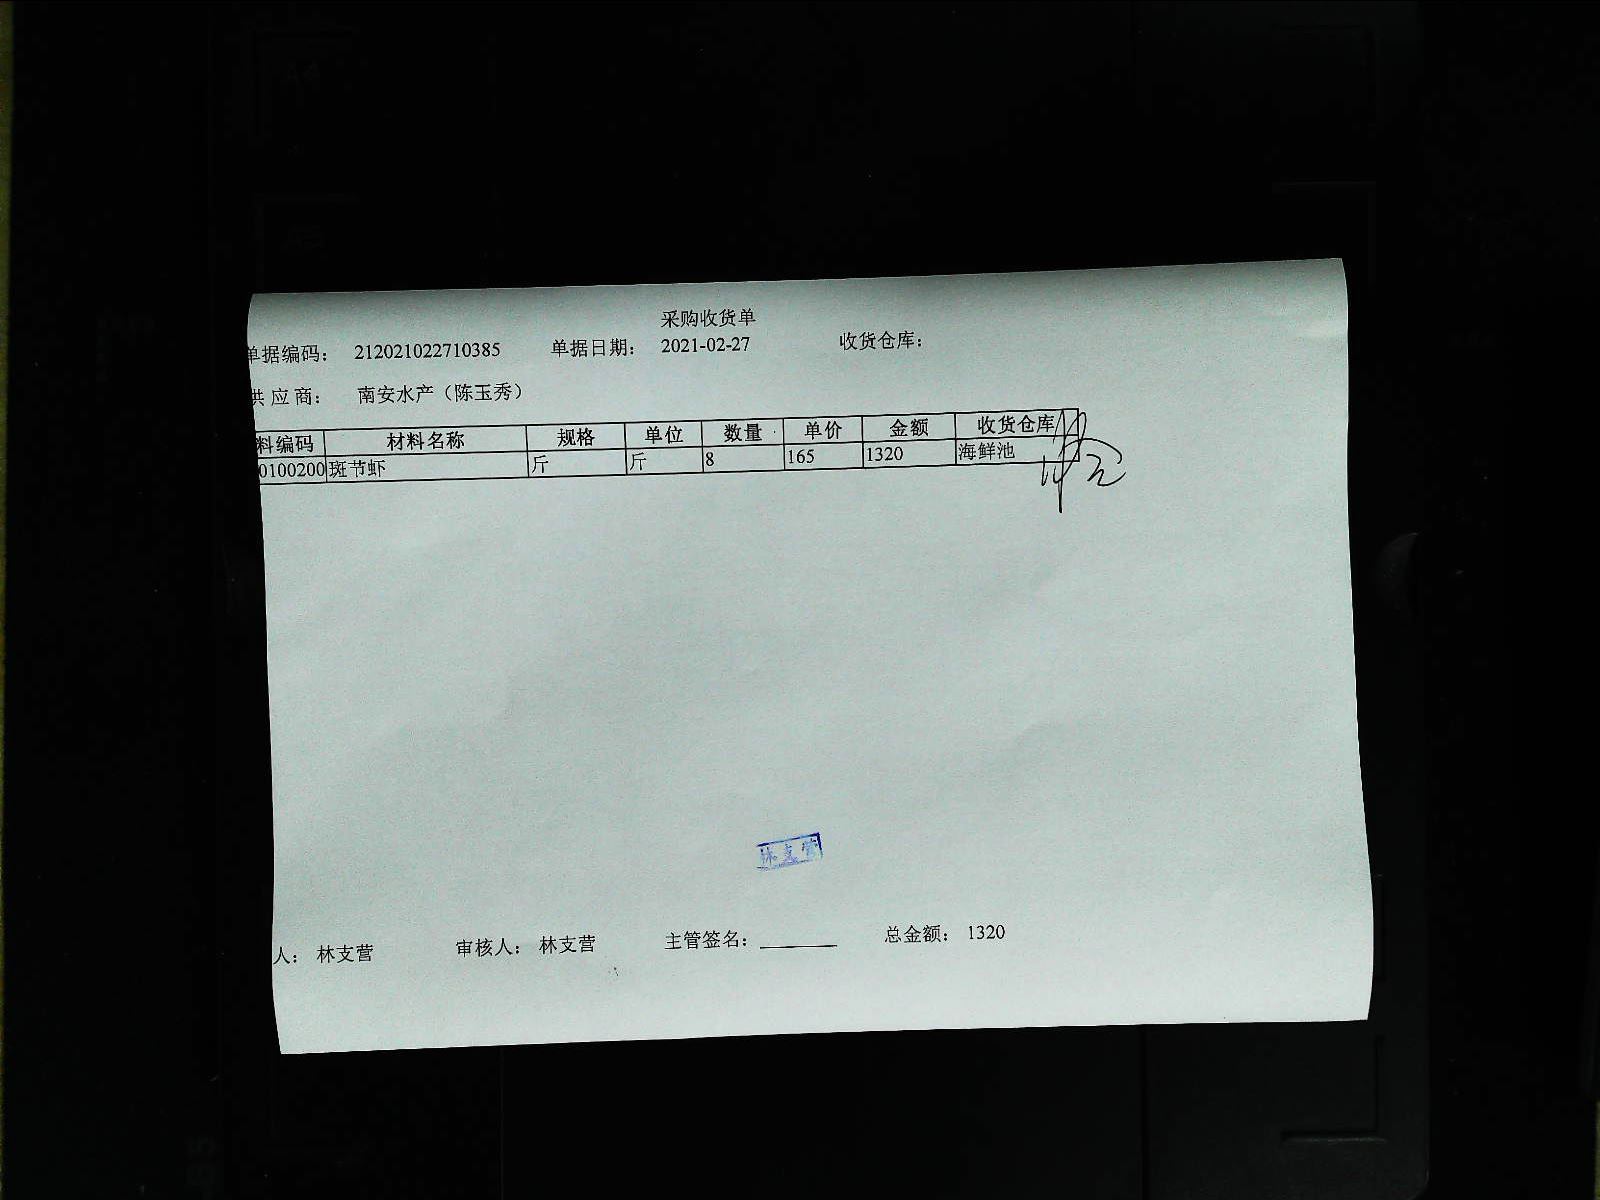 采购收货单
单据编码： 212021022710385 单据日期： 2021-02-27 收货仓库：
供 应 商： 南安水产（陈玉秀）
料编码 材料名称 规格 单位 数量 单价 金额 收货仓库
0100200 斑节虾 斤 斤 8 165 1320 海鲜池
林支营
人： 林支营 审核人： 林支营 主管签名： 总金额： 1320